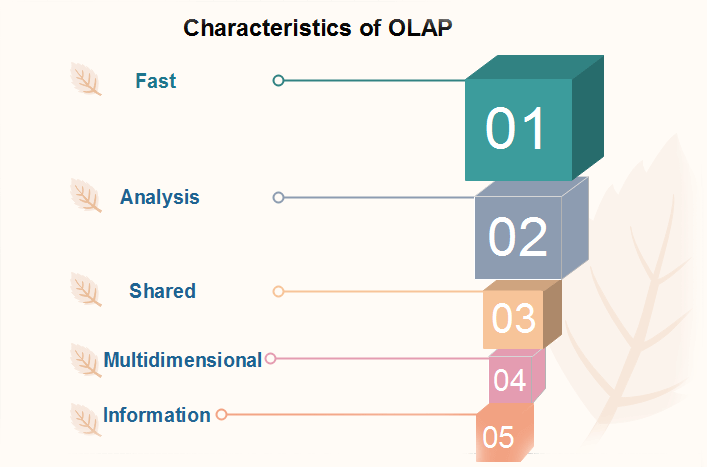 Characteristics of OLAP
Fast
01
Analysis
02
Shared
03
Multidimensional
04
Information
05